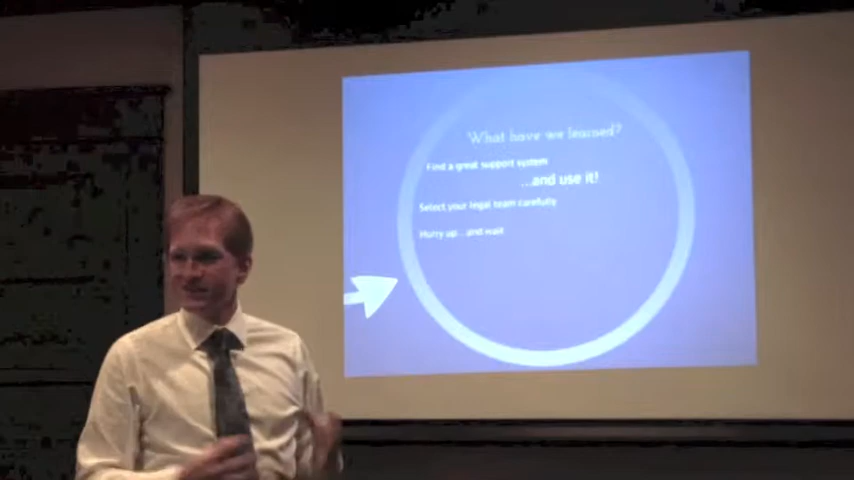 What have we learned?
Find a great support system
...and use it!
Select your legal team carefully
Hurry up...and wait